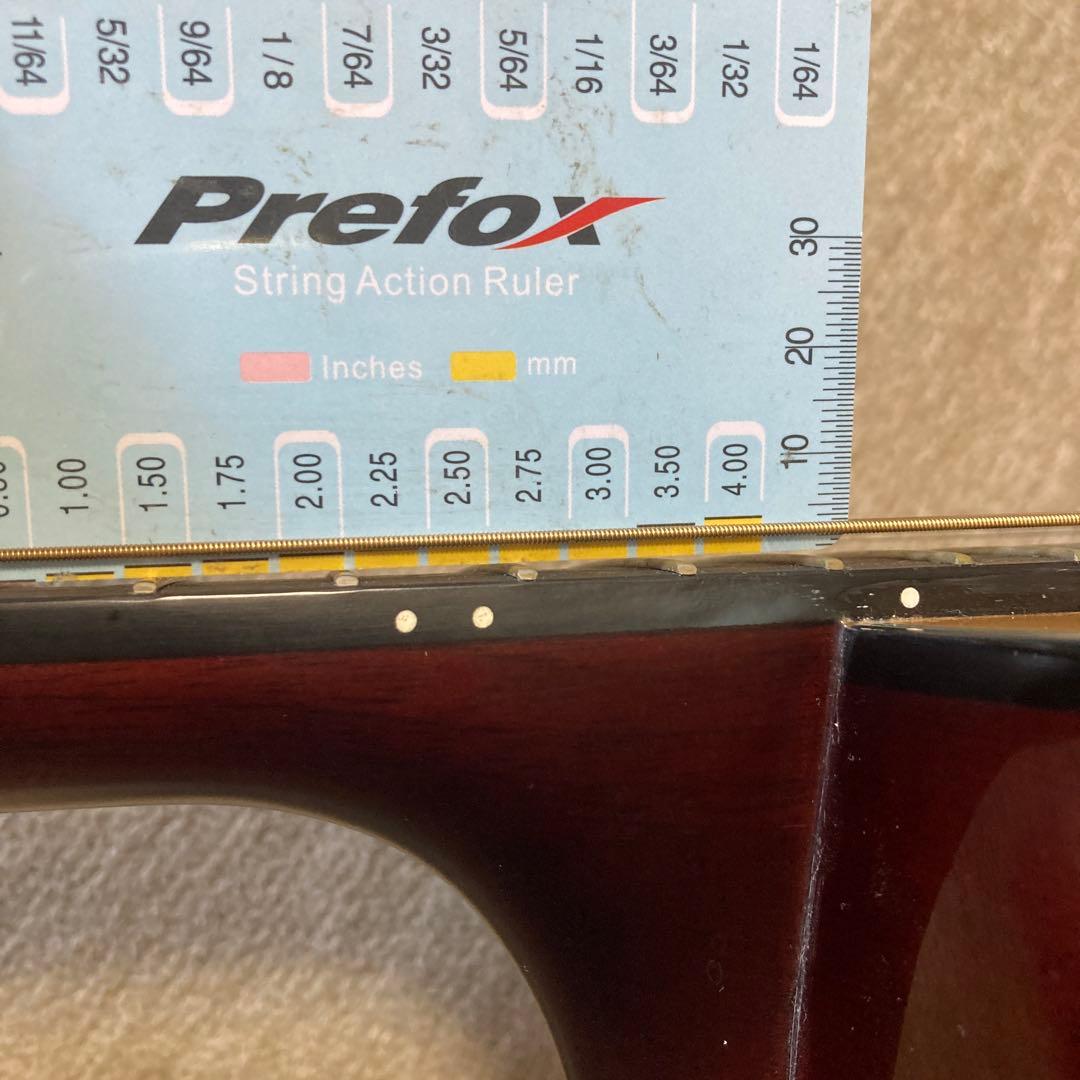 11/64 5/32 9/64 1/8 7/64 3/32 5/64 1/16 3/64 1/32 1/64
Prefox
String Action Ruler
Inches mm
30
20
10
1.00 1.50 1.75 2.00 2.25 2.50 2.75 3.00 3.50 4.00